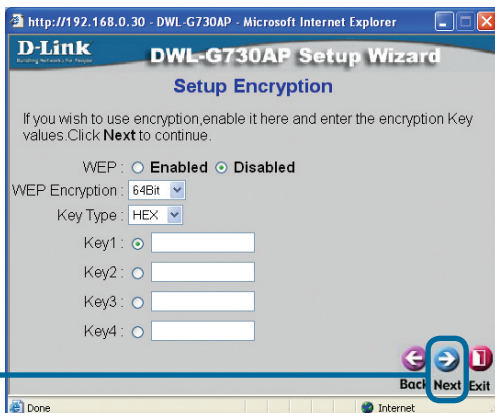 http://192.168.0.30 - DWL-G730AP - Microsoft Internet Explorer
D-Link
Building Networks for People
DWL-G730AP Setup Wizard
Setup Encryption
If you wish to use encryption,enable it here and enter the encryption Key
values.Click Next to continue.
WEP : Enabled Disabled
WEP Encryption : 64Bit
Key Type : HEX
Key1 :
Key2 :
Key3 :
Key4 :
Back Next Exit
Done Internet